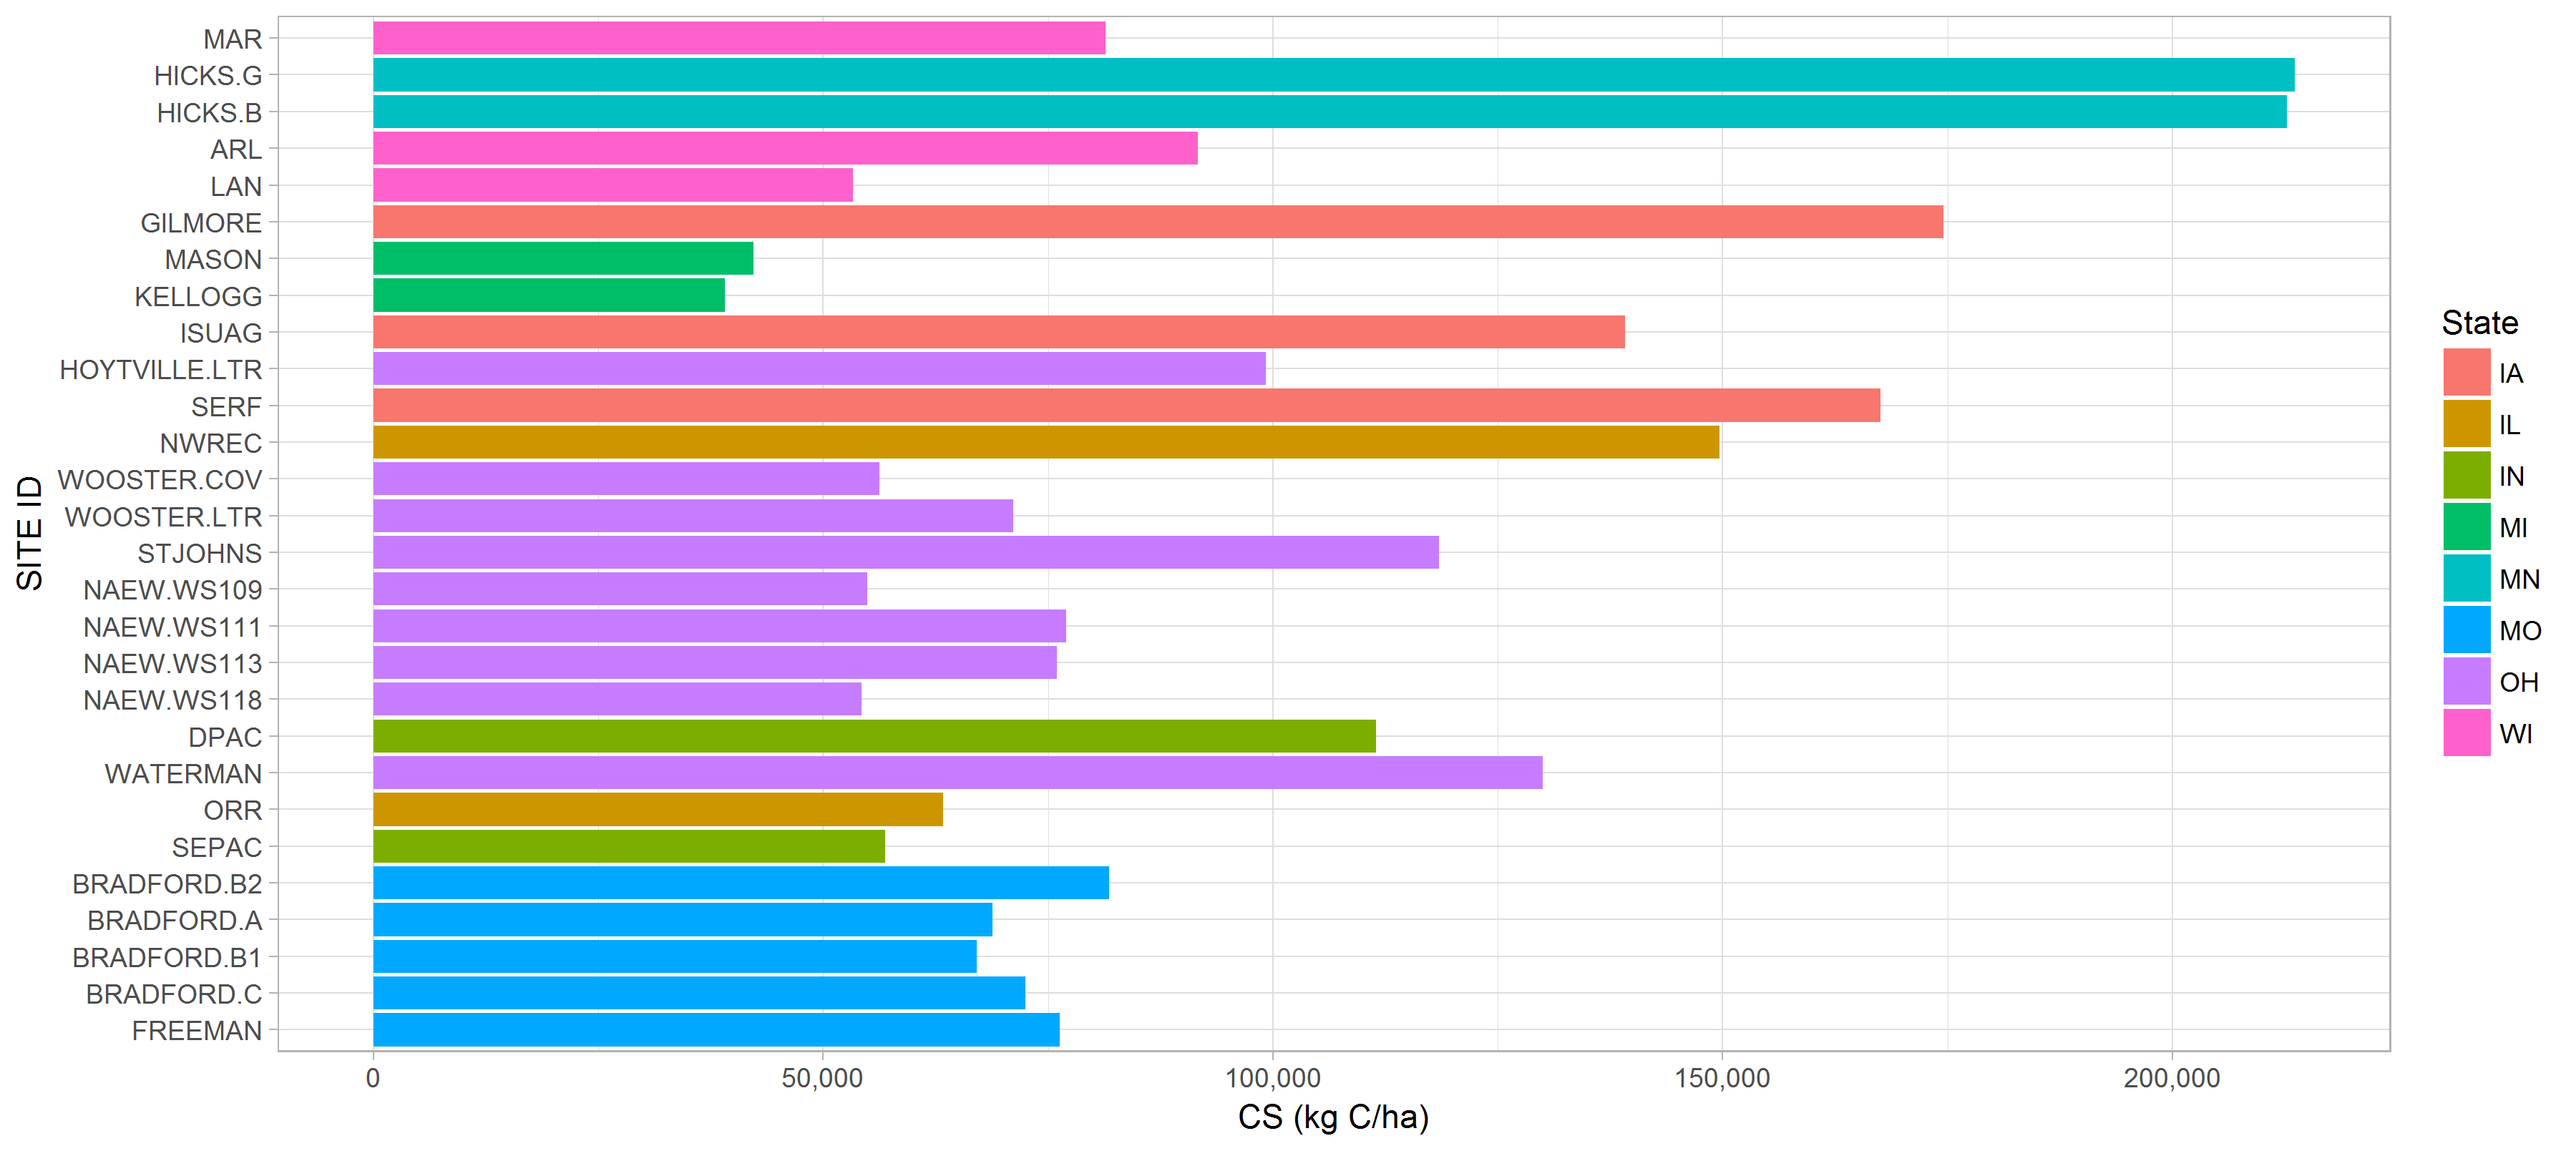 SITE ID
MAR
HICKS.G
HICKS.B
ARL
LAN
GILMORE
MASON
KELLOGG
ISUAG
HOYTVILLE.LTR
SERF
NWREC
WOOSTER.COV
WOOSTER.LTR
STJOHNS
NAEW.WS109
NAEW.WS111
NAEW.WS113
NAEW.WS118
DPAC
WATERMAN
ORR
SEPAC
BRADFORD.B2
BRADFORD.A
BRADFORD.B1
BRADFORD.C
FREEMAN
0 50,000 100,000 150,000 200,000
CS (kg C/ha)
State
IA
IL
IN
MI
MN
MO
OH
WI